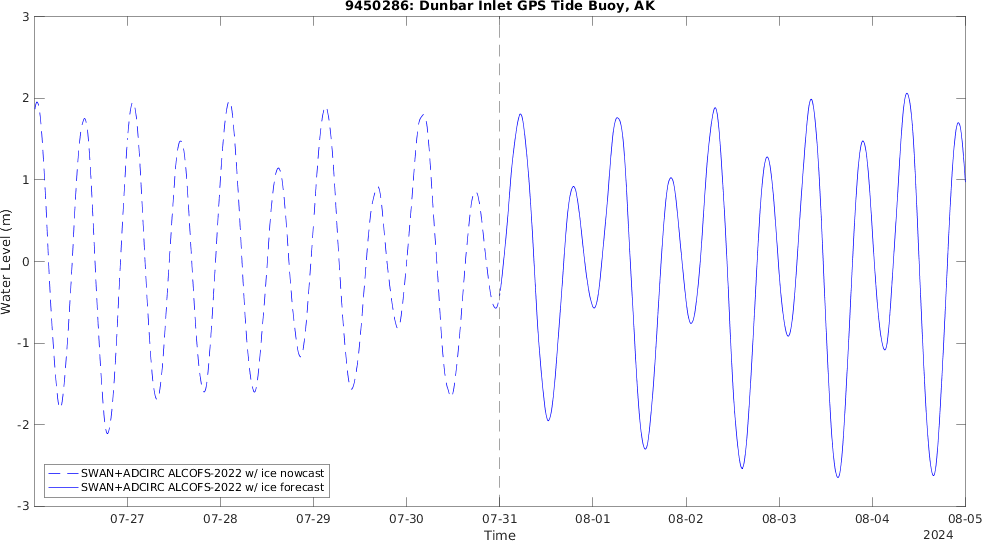 9450286: Dunbar Inlet GPS Tide Buoy, AK
3
2
1
0
-1
-2
-3
Water Level (m)
SWAN+ADCIRC ALCOFS-2022 w/ ice nowcast
SWAN+ADCIRC ALCOFS-2022 w/ ice forecast
07-27 07-28 07-29 07-30 07-31 08-01 08-02 08-03 08-04 08-05
Time
2024